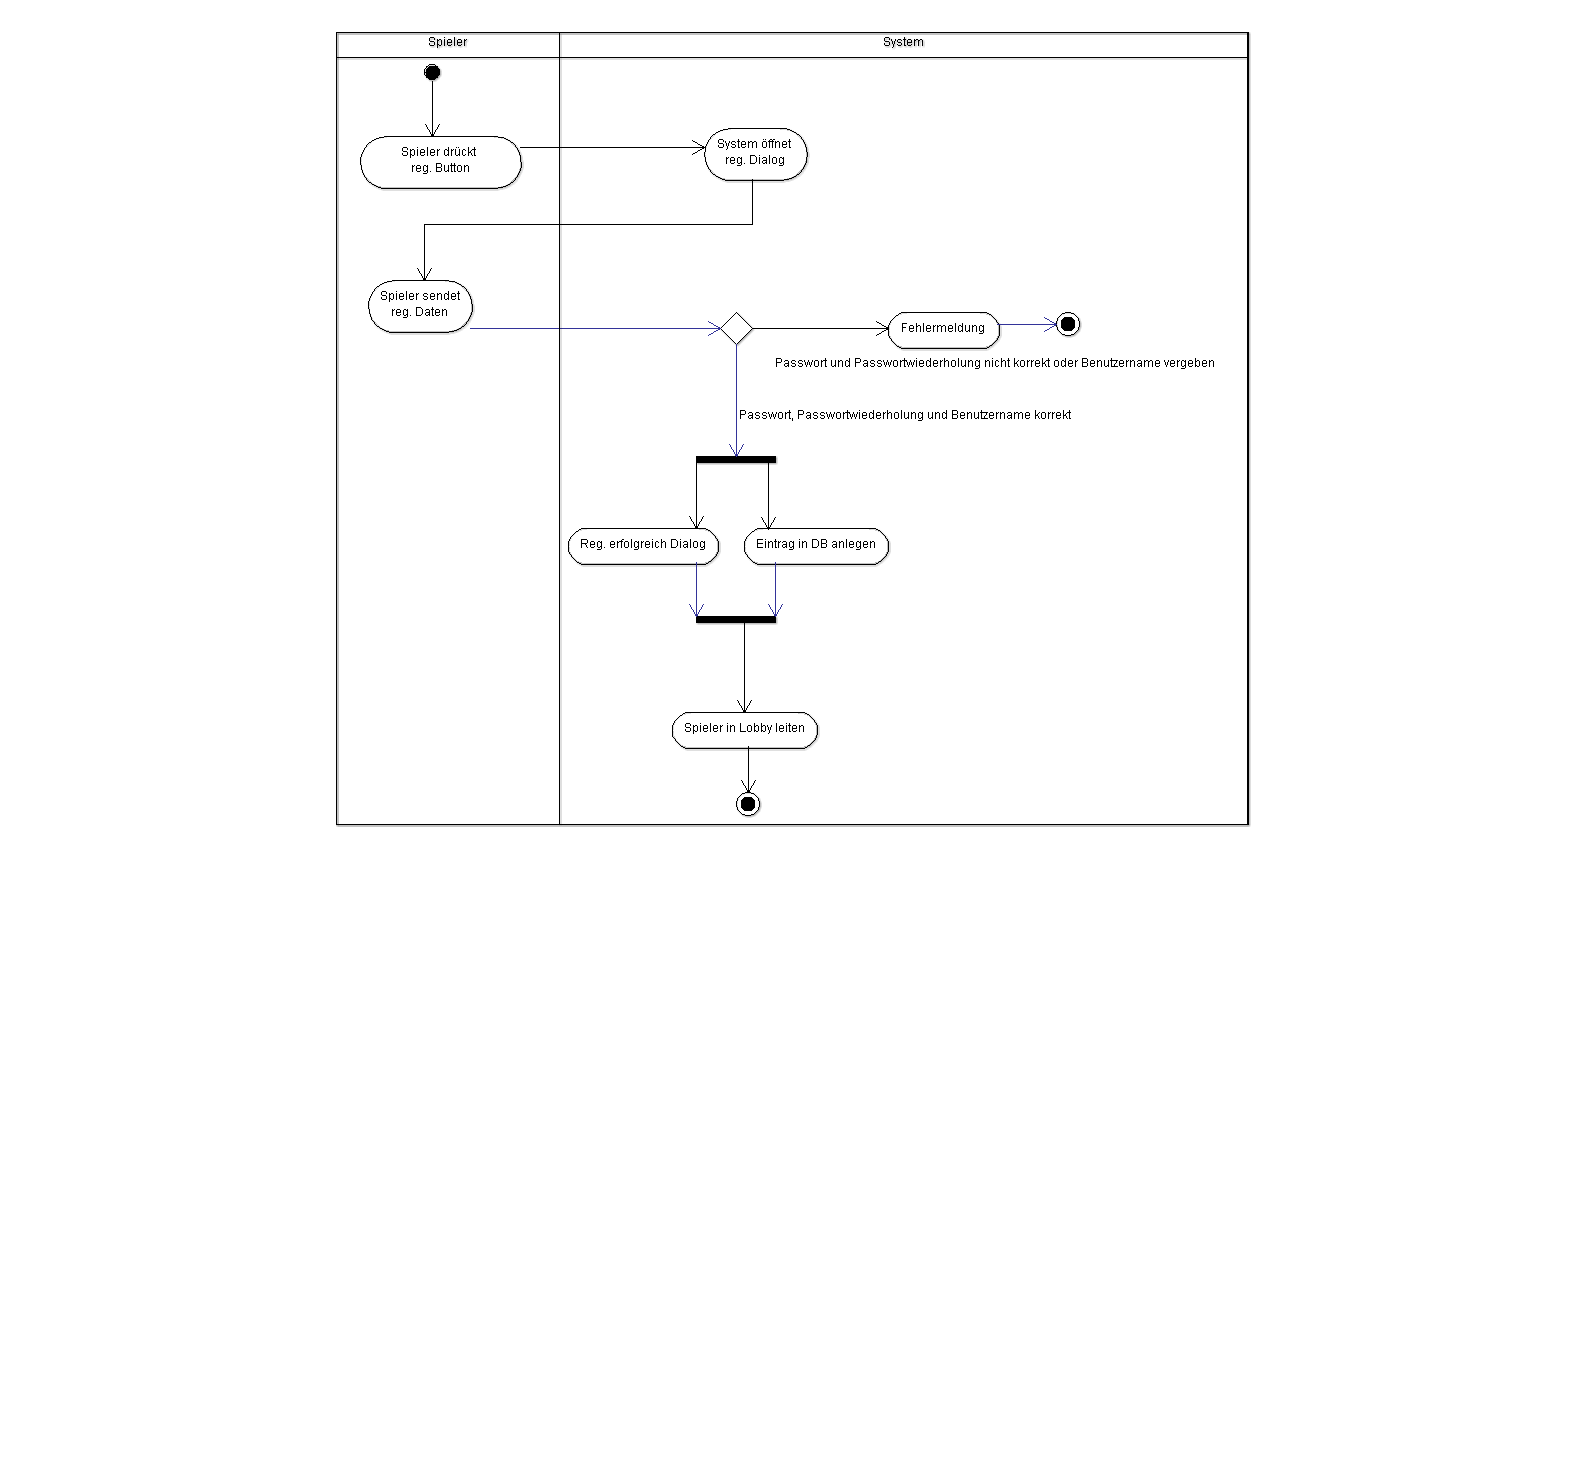 Spieler
System
Spieler drückt
reg. Button
System öffnet
reg. Dialog
Spieler sendet
reg. Daten
Fehlermeldung
Passwort und Passwortwiederholung nicht korrekt oder Benutzername vergeben
Passwort, Passwortwiederholung und Benutzername korrekt
Reg. erfolgreich Dialog
Eintrag in DB anlegen
Spieler in Lobby leiten